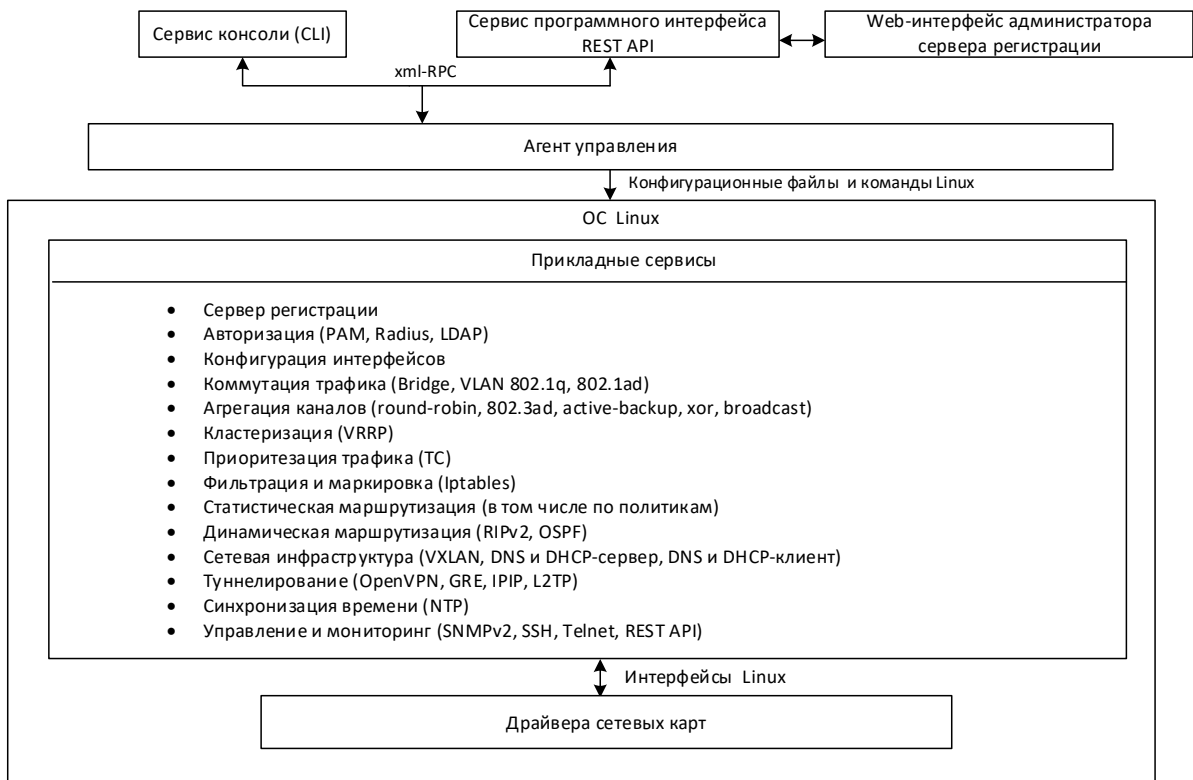 Сервис консоли (CLI)
Сервис программного интерфейса
REST API
Web-интерфейс администратора
сервера регистрации
xml-RPC
Агент управления
Конфигурационные файлы и команды Linux
ОС Linux
Прикладные сервисы
• Сервер регистрации
• Авторизация (PAM, Radius, LDAP)
• Конфигурация интерфейсов
• Коммутация трафика (Bridge, VLAN 802.1q, 802.1ad)
• Агрегация каналов (round-robin, 802.3ad, active-backup, xor, broadcast)
• Кластеризация (VRRP)
• Приоритезация трафика (TC)
• Фильтрация и маркировка (Iptables)
• Статистическая маршрутизация (в том числе по политикам)
• Динамическая маршрутизация (RIPv2, OSPF)
• Сетевая инфраструктура (VXLAN, DNS и DHCP-сервер, DNS и DHCP-клиент)
• Туннелирование (OpenVPN, GRE, IPIP, L2TP)
• Синхронизация времени (NTP)
• Управление и мониторинг (SNMPv2, SSH, Telnet, REST API)
Интерфейсы Linux
Драйвера сетевых карт